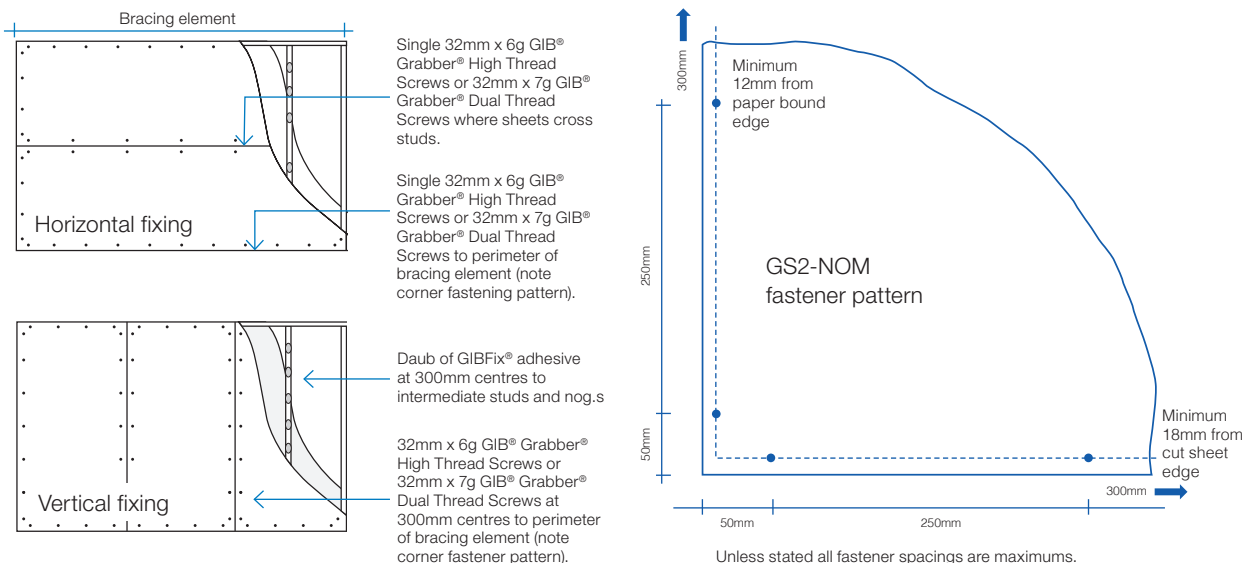 Bracing element
Single 32mm x 6g GIB®
Grabber® High Thread
Screws or 32mm x 7g GIB®
Grabber® Dual Thread
Screws where sheets cross
studs.
Single 32mm x 6g GIB®
Grabber® High Thread
Screws or 32mm x 7g GIB®
Grabber® Dual Thread
Screws to perimeter of
bracing element (note
corner fastening pattern).
Horizontal fixing
Daub of GIBFix® adhesive
at 300mm centres to
intermediate studs and nog.s
32mm x 6g GIB® Grabber®
High Thread Screws or
32mm x 7g GIB® Grabber®
Dual Thread Screws at
300mm centres to perimeter
of bracing element (note
corner fastener pattern).
Vertical fixing
300mm
Minimum
12mm from
paper bound
edge
250mm
GS2-NOM
fastener pattern
50mm
Minimum
18mm from
cut sheet
edge
300mm
50mm
250mm
Unless stated all fastener spacings are maximums.